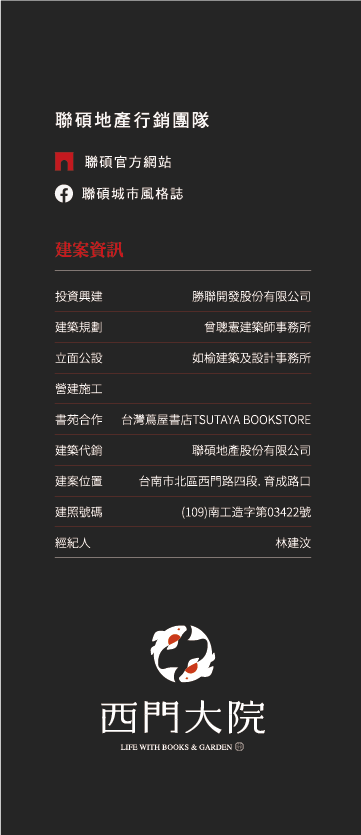 聯碩地產行銷團隊
聯碩官方網站
聯碩城市風格誌
建案資訊
投資興建 勝聯開發股份有限公司
建築規劃 曾聰憲建築師事務所
立面公設 如榆建築及設計事務所
營建施工
書苑合作 台灣蔦屋書店TSUTAYA BOOKSTORE
建築代銷 聯碩地產股份有限公司
建案位置 台南市北區西門路四段. 育成路口
建照號碼 (109)南工造字第03422號
經紀人 林建汶
西門大院
LIFE WITH BOOKS & GARDEN